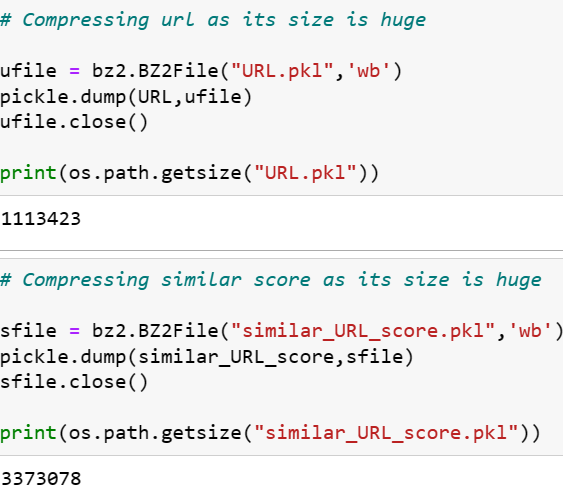 # Compressing url as its size is huge
ufile = bz2.BZ2File("URL.pkl",'wb')
pickle.dump(URL,ufile)
ufile.close()
print(os.path.getsize("URL.pkl"))
1113423
# Compressing similar score as its size is huge
sfile = bz2.BZ2File("similar_URL_score.pkl",'wb')
pickle.dump(similar_URL_score,sfile)
sfile.close()
print(os.path.getsize("similar_URL_score.pkl"))
3373078